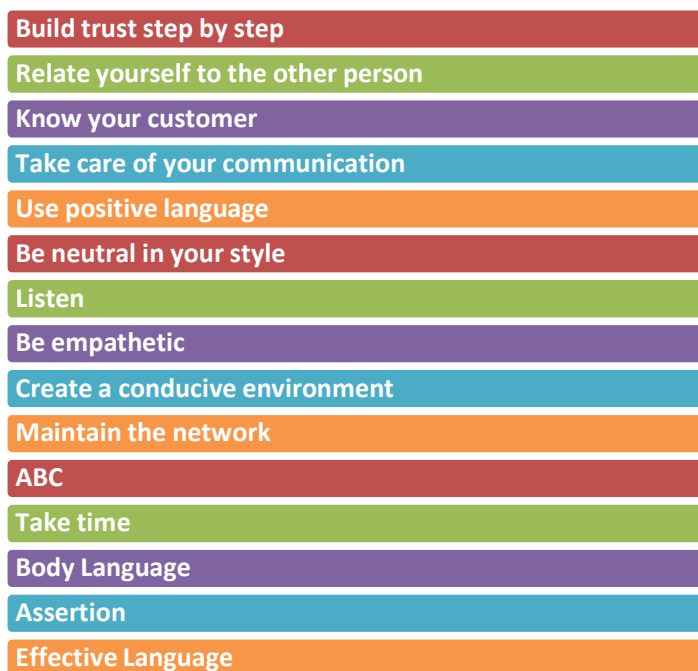 Build trust step by step
Relate yourself to the other person
Know your customer
Take care of your communication
Use positive language
Be neutral in your style
Listen
Be empathetic
Create a conducive environment
Maintain the network
ABC
Take time
Body Language
Assertion
Effective Language